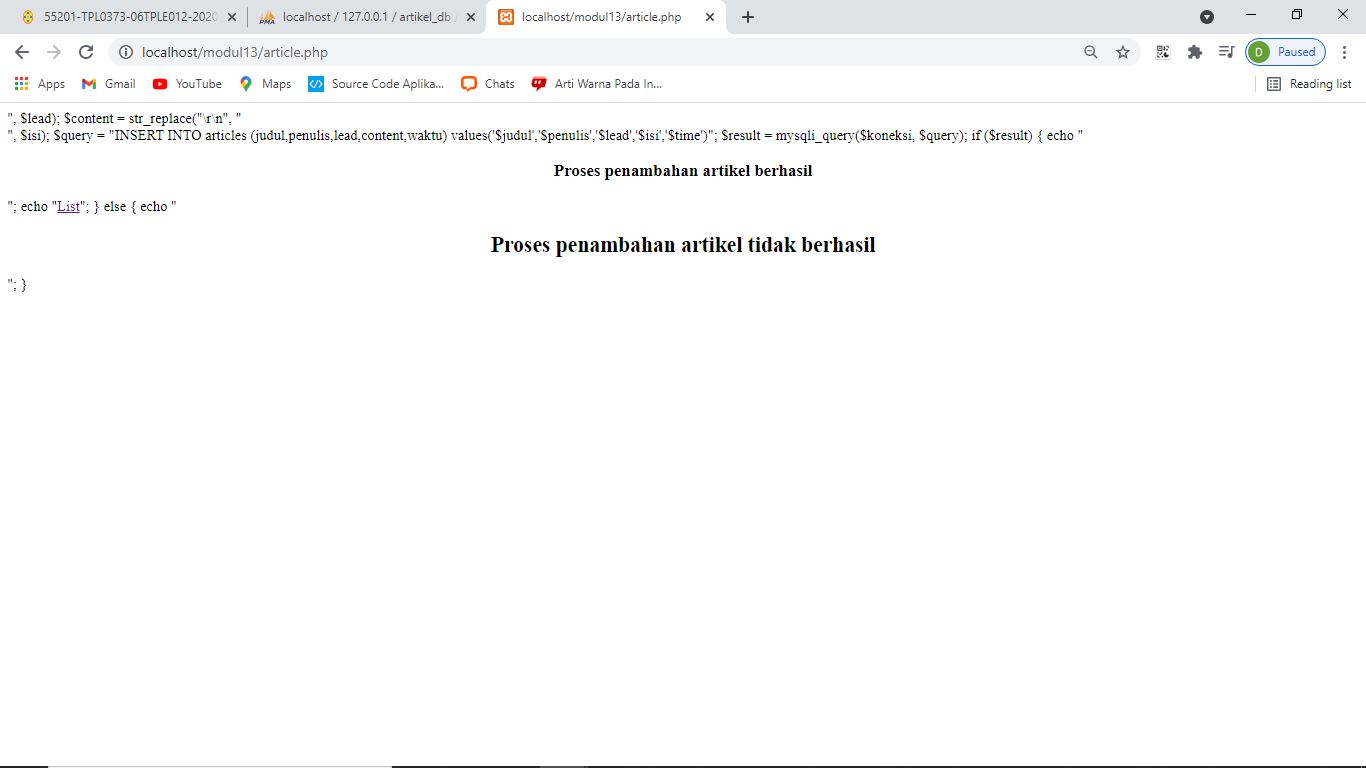 55201-TPL0373-06TPLE012-2020
localhost / 127.0.0.1 / artikel_db
localhost/modul13/article.php
localhost/modul13/article.php
D Paused
Apps Gmail YouTube Maps Source Code Aplika... Chats Arti Warna Pada In... Reading list
", $lead); $content = str_replace("\r\n", "
", $isi); $query = "INSERT INTO articles (judul,penulis,lead,content,waktu) values('$judul','$penulis','$lead','$isi','$time')"; $result = mysqli_query($koneksi, $query); if ($result) { echo "
Proses penambahan artikel berhasil
"; echo "List"; } else { echo "
Proses penambahan artikel tidak berhasil
"; }